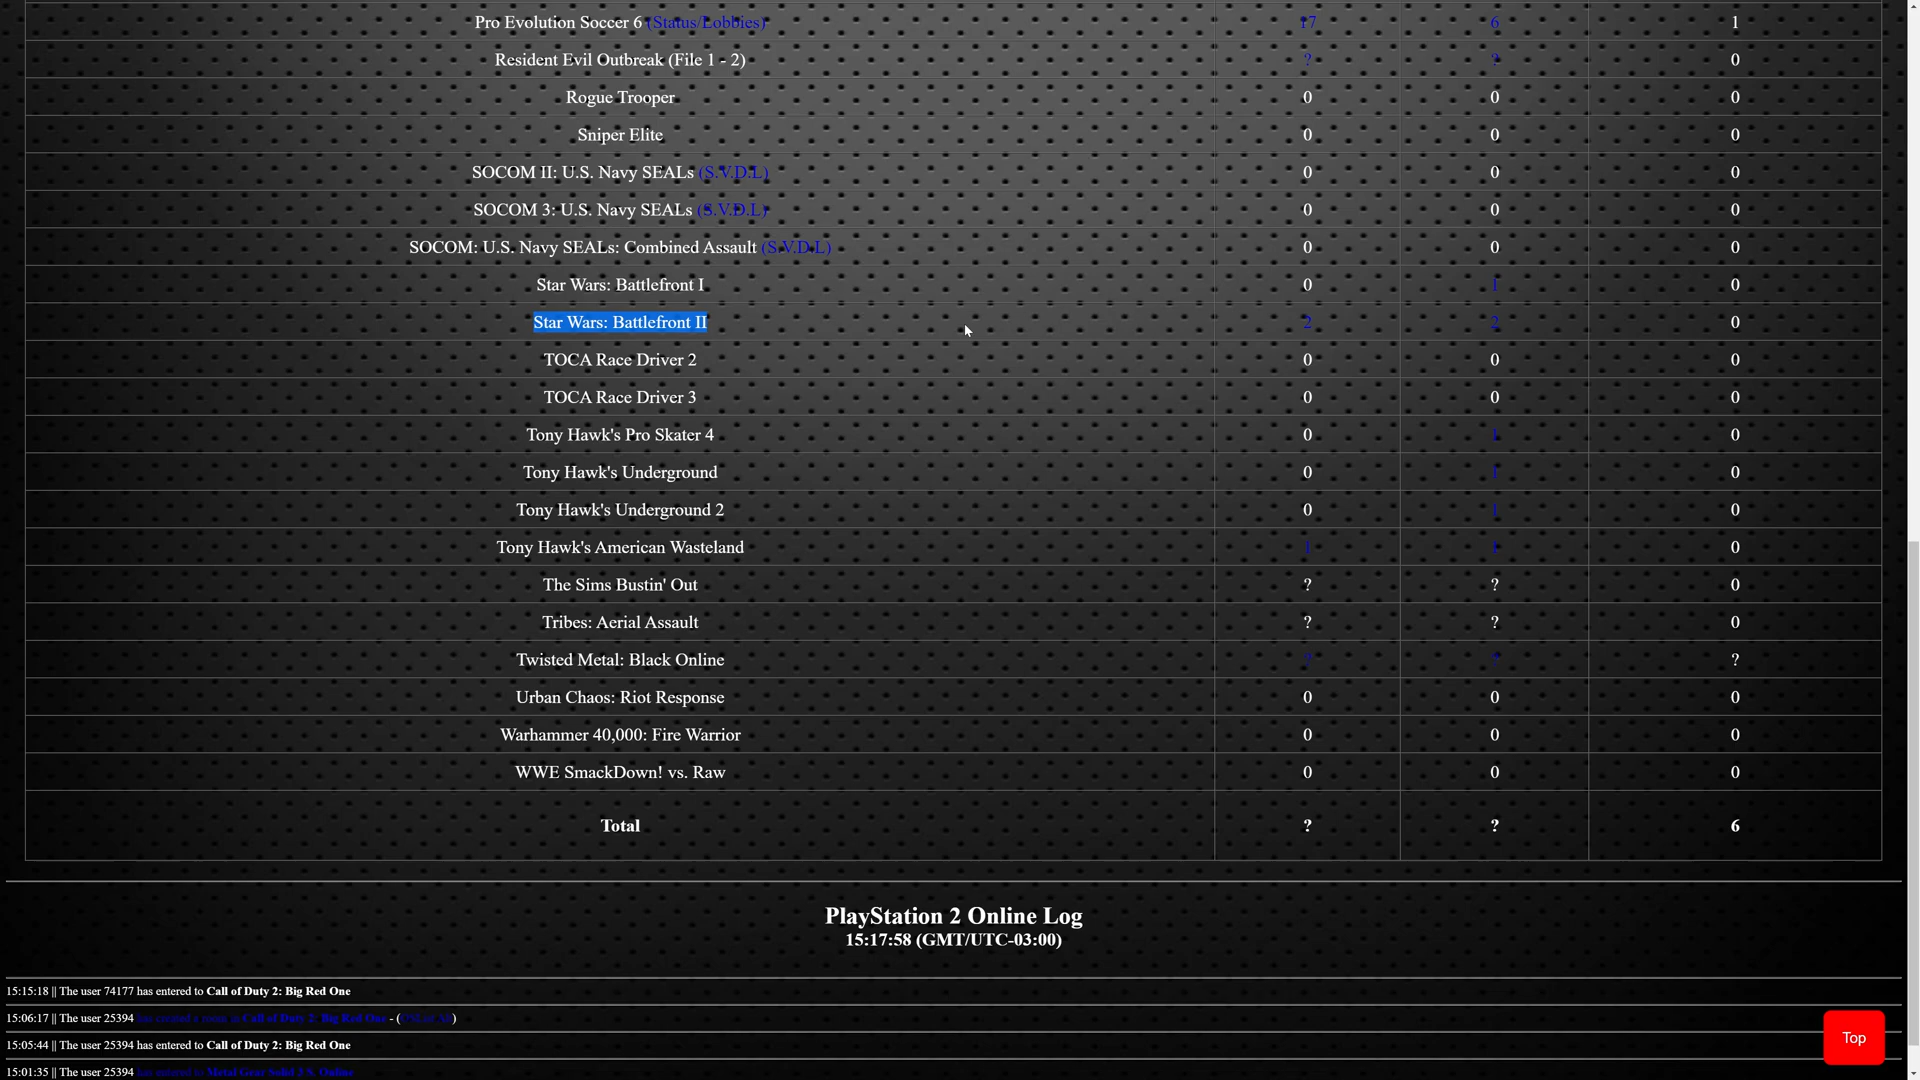 Pro Evolution Soccer 6 (Status/Lobbies) 17 6 1
Resident Evil Outbreak (File 1 - 2) ? ? 0
Rogue Trooper 0 0 0
Sniper Elite 0 0 0
SOCOM II: U.S. Navy SEALs (S.V.D.L) 0 0 0
SOCOM 3: U.S. Navy SEALs (S.V.D.L) 0 0 0
SOCOM: U.S. Navy SEALs: Combined Assault (S.V.D.L) 0 0 0
Star Wars: Battlefront I 0 1 0
Star Wars: Battlefront II 2 2 0
TOCA Race Driver 2 0 0 0
TOCA Race Driver 3 0 0 0
Tony Hawk's Pro Skater 4 0 1 0
Tony Hawk's Underground 0 1 0
Tony Hawk's Underground 2 0 1 0
Tony Hawk's American Wasteland 1 1 0
The Sims Bustin' Out ? ? 0
Tribes: Aerial Assault ? ? 0
Twisted Metal: Black Online ? ? ?
Urban Chaos: Riot Response 0 0 0
Warhammer 40,000: Fire Warrior 0 0 0
WWE SmackDown! vs. Raw 0 0 0
Total ? ? 6
PlayStation 2 Online Log
15:17:58 (GMT/UTC-03:00)
15:15:18 || The user 74177 has entered to Call of Duty 2: Big Red One
15:06:17 || The user 25394 has created a room in Call of Duty 2: Big Red One - (
15:05:44 || The user 25394 has entered to Call of Duty 2: Big Red One
Top
15:01:35 || The user 25394 has entered to Metal Gear Solid 3 S. Online